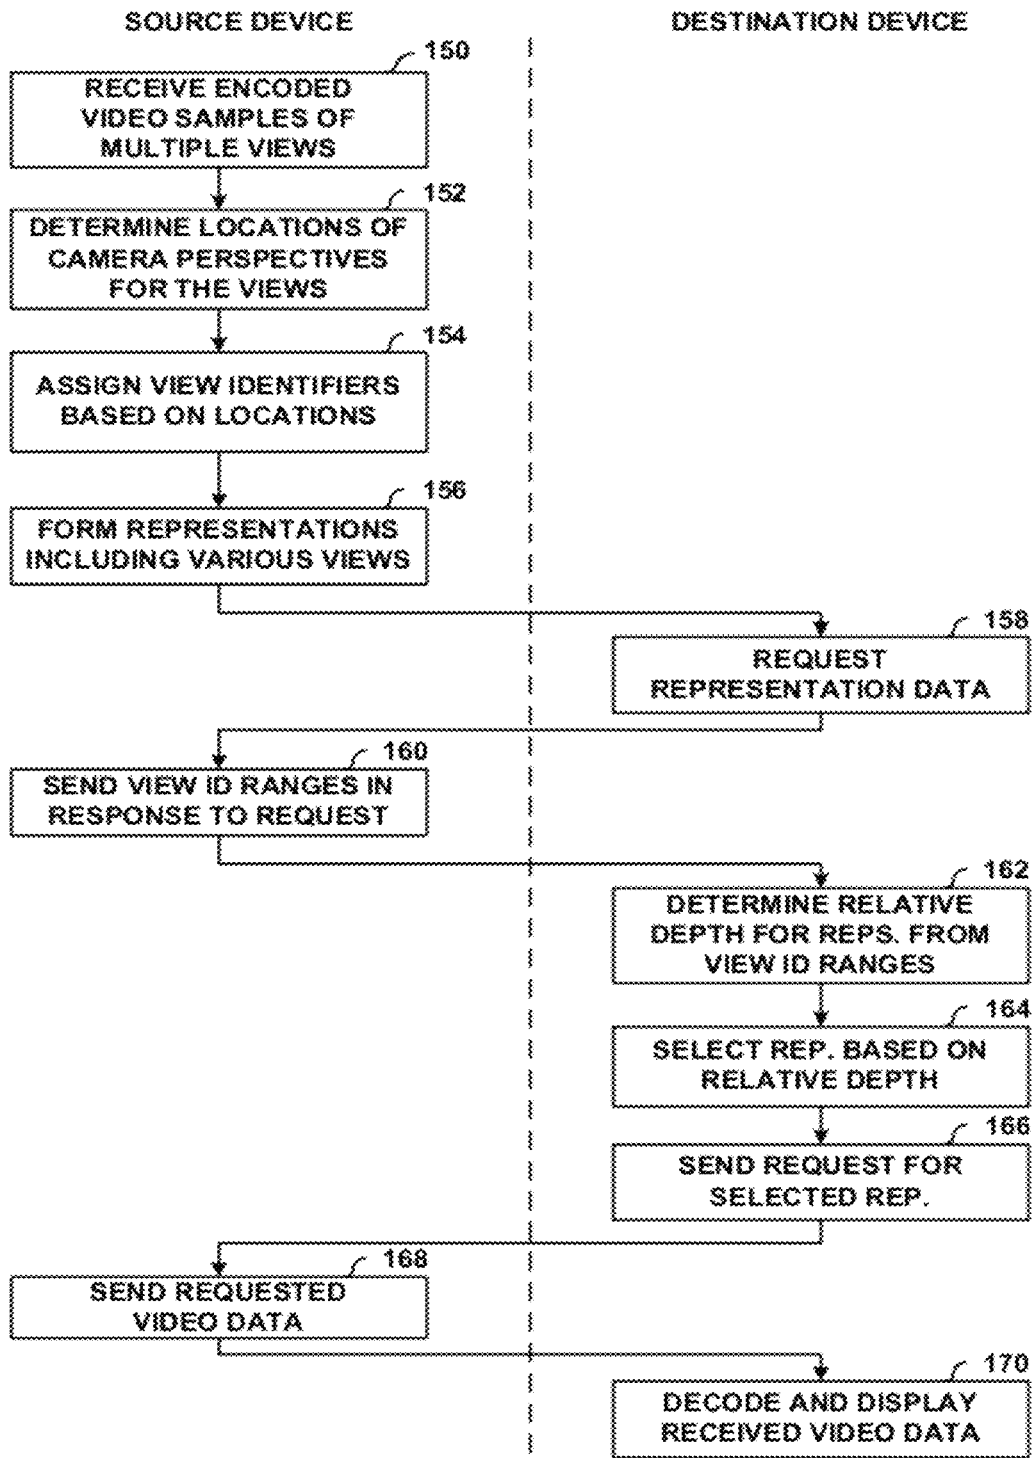 SOURCE DEVICE
DESTINATION DEVICE
150
RECEIVE ENCODED
VIDEO SAMPLES OF
MULTIPLE VIEWS
152
DETERMINE LOCATIONS OF
CAMERA PERSPECTIVES
FOR THE VIEWS
154
ASSIGN VIEW IDENTIFIERS
BASED ON LOCATIONS
156
FORM REPRESENTATIONS
INCLUDING VARIOUS VIEWS
158
REQUEST
REPRESENTATION DATA
160
SEND VIEW ID RANGES IN
RESPONSE TO REQUEST
162
DETERMINE RELATIVE
DEPTH FOR REPS. FROM
VIEW ID RANGES
164
SELECT REP. BASED ON
RELATIVE DEPTH
166
SEND REQUEST FOR
SELECTED REP.
168
SEND REQUESTED
VIDEO DATA
170
DECODE AND DISPLAY
RECEIVED VIDEO DATA